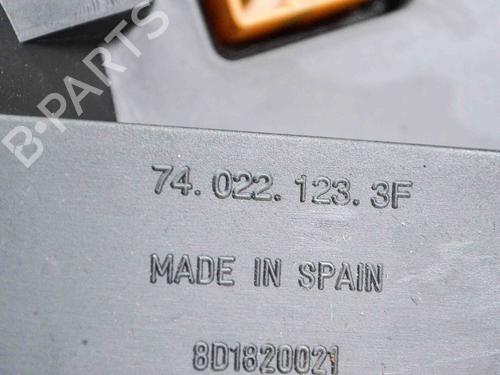 B-PARTS
74.022.123.3F
MADE IN SPAIN
8D1820021